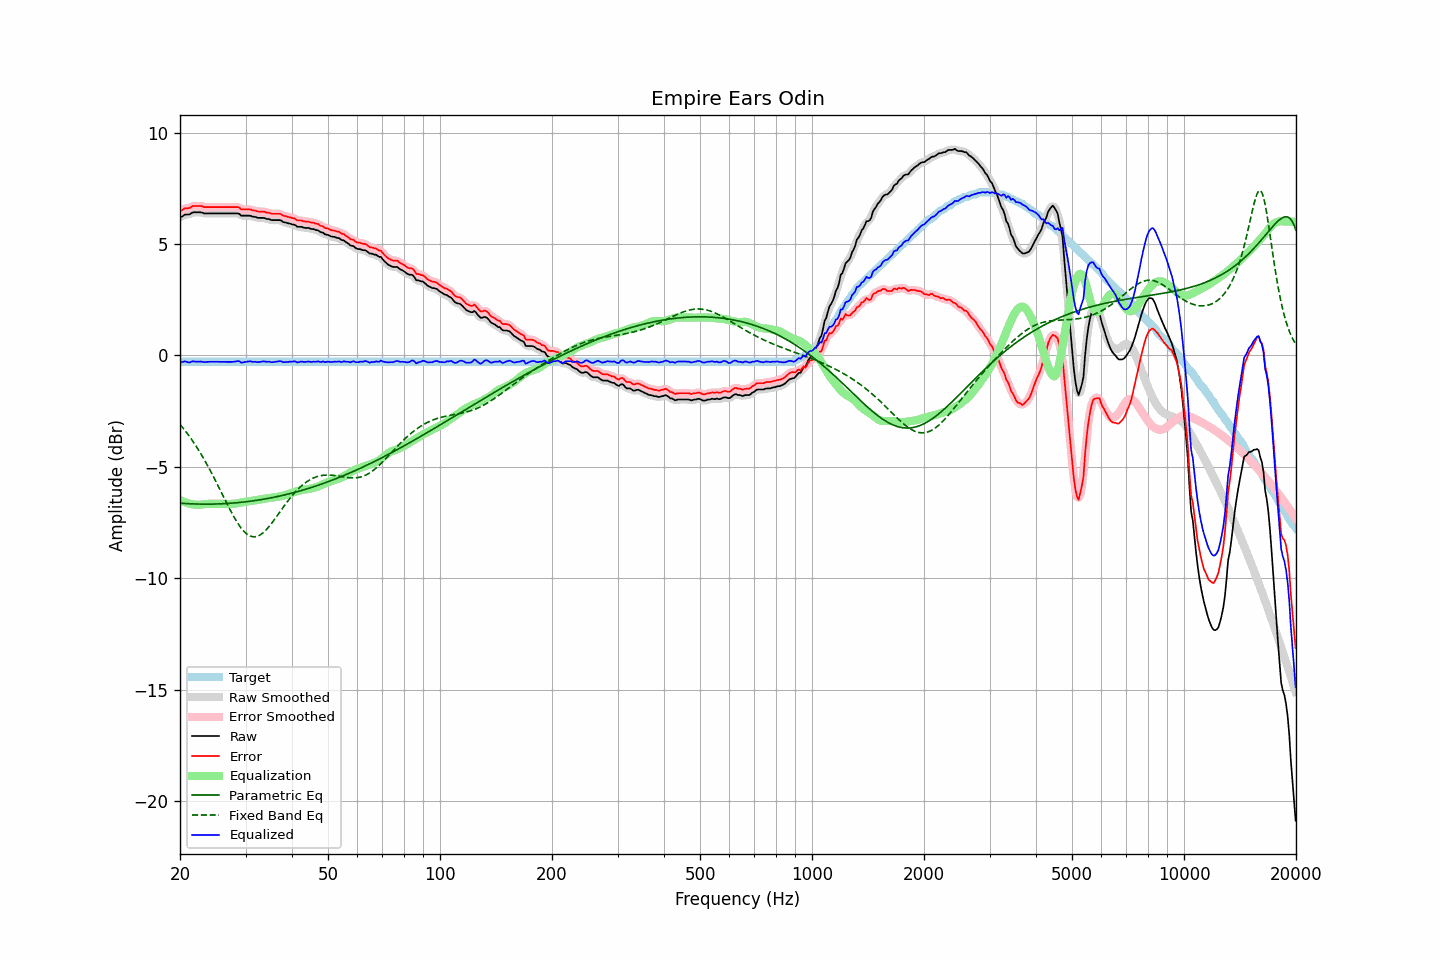 Empire Ears Odin
10
5
0
−5
−10
−15
−20
Amplitude (dBr)
Target
Raw Smoothed
Error Smoothed
Raw
Error
Equalization
Parametric Eq
Fixed Band Eq
Equalized
20 50 100 200 500 1000 2000 5000 10000 20000
Frequency (Hz)